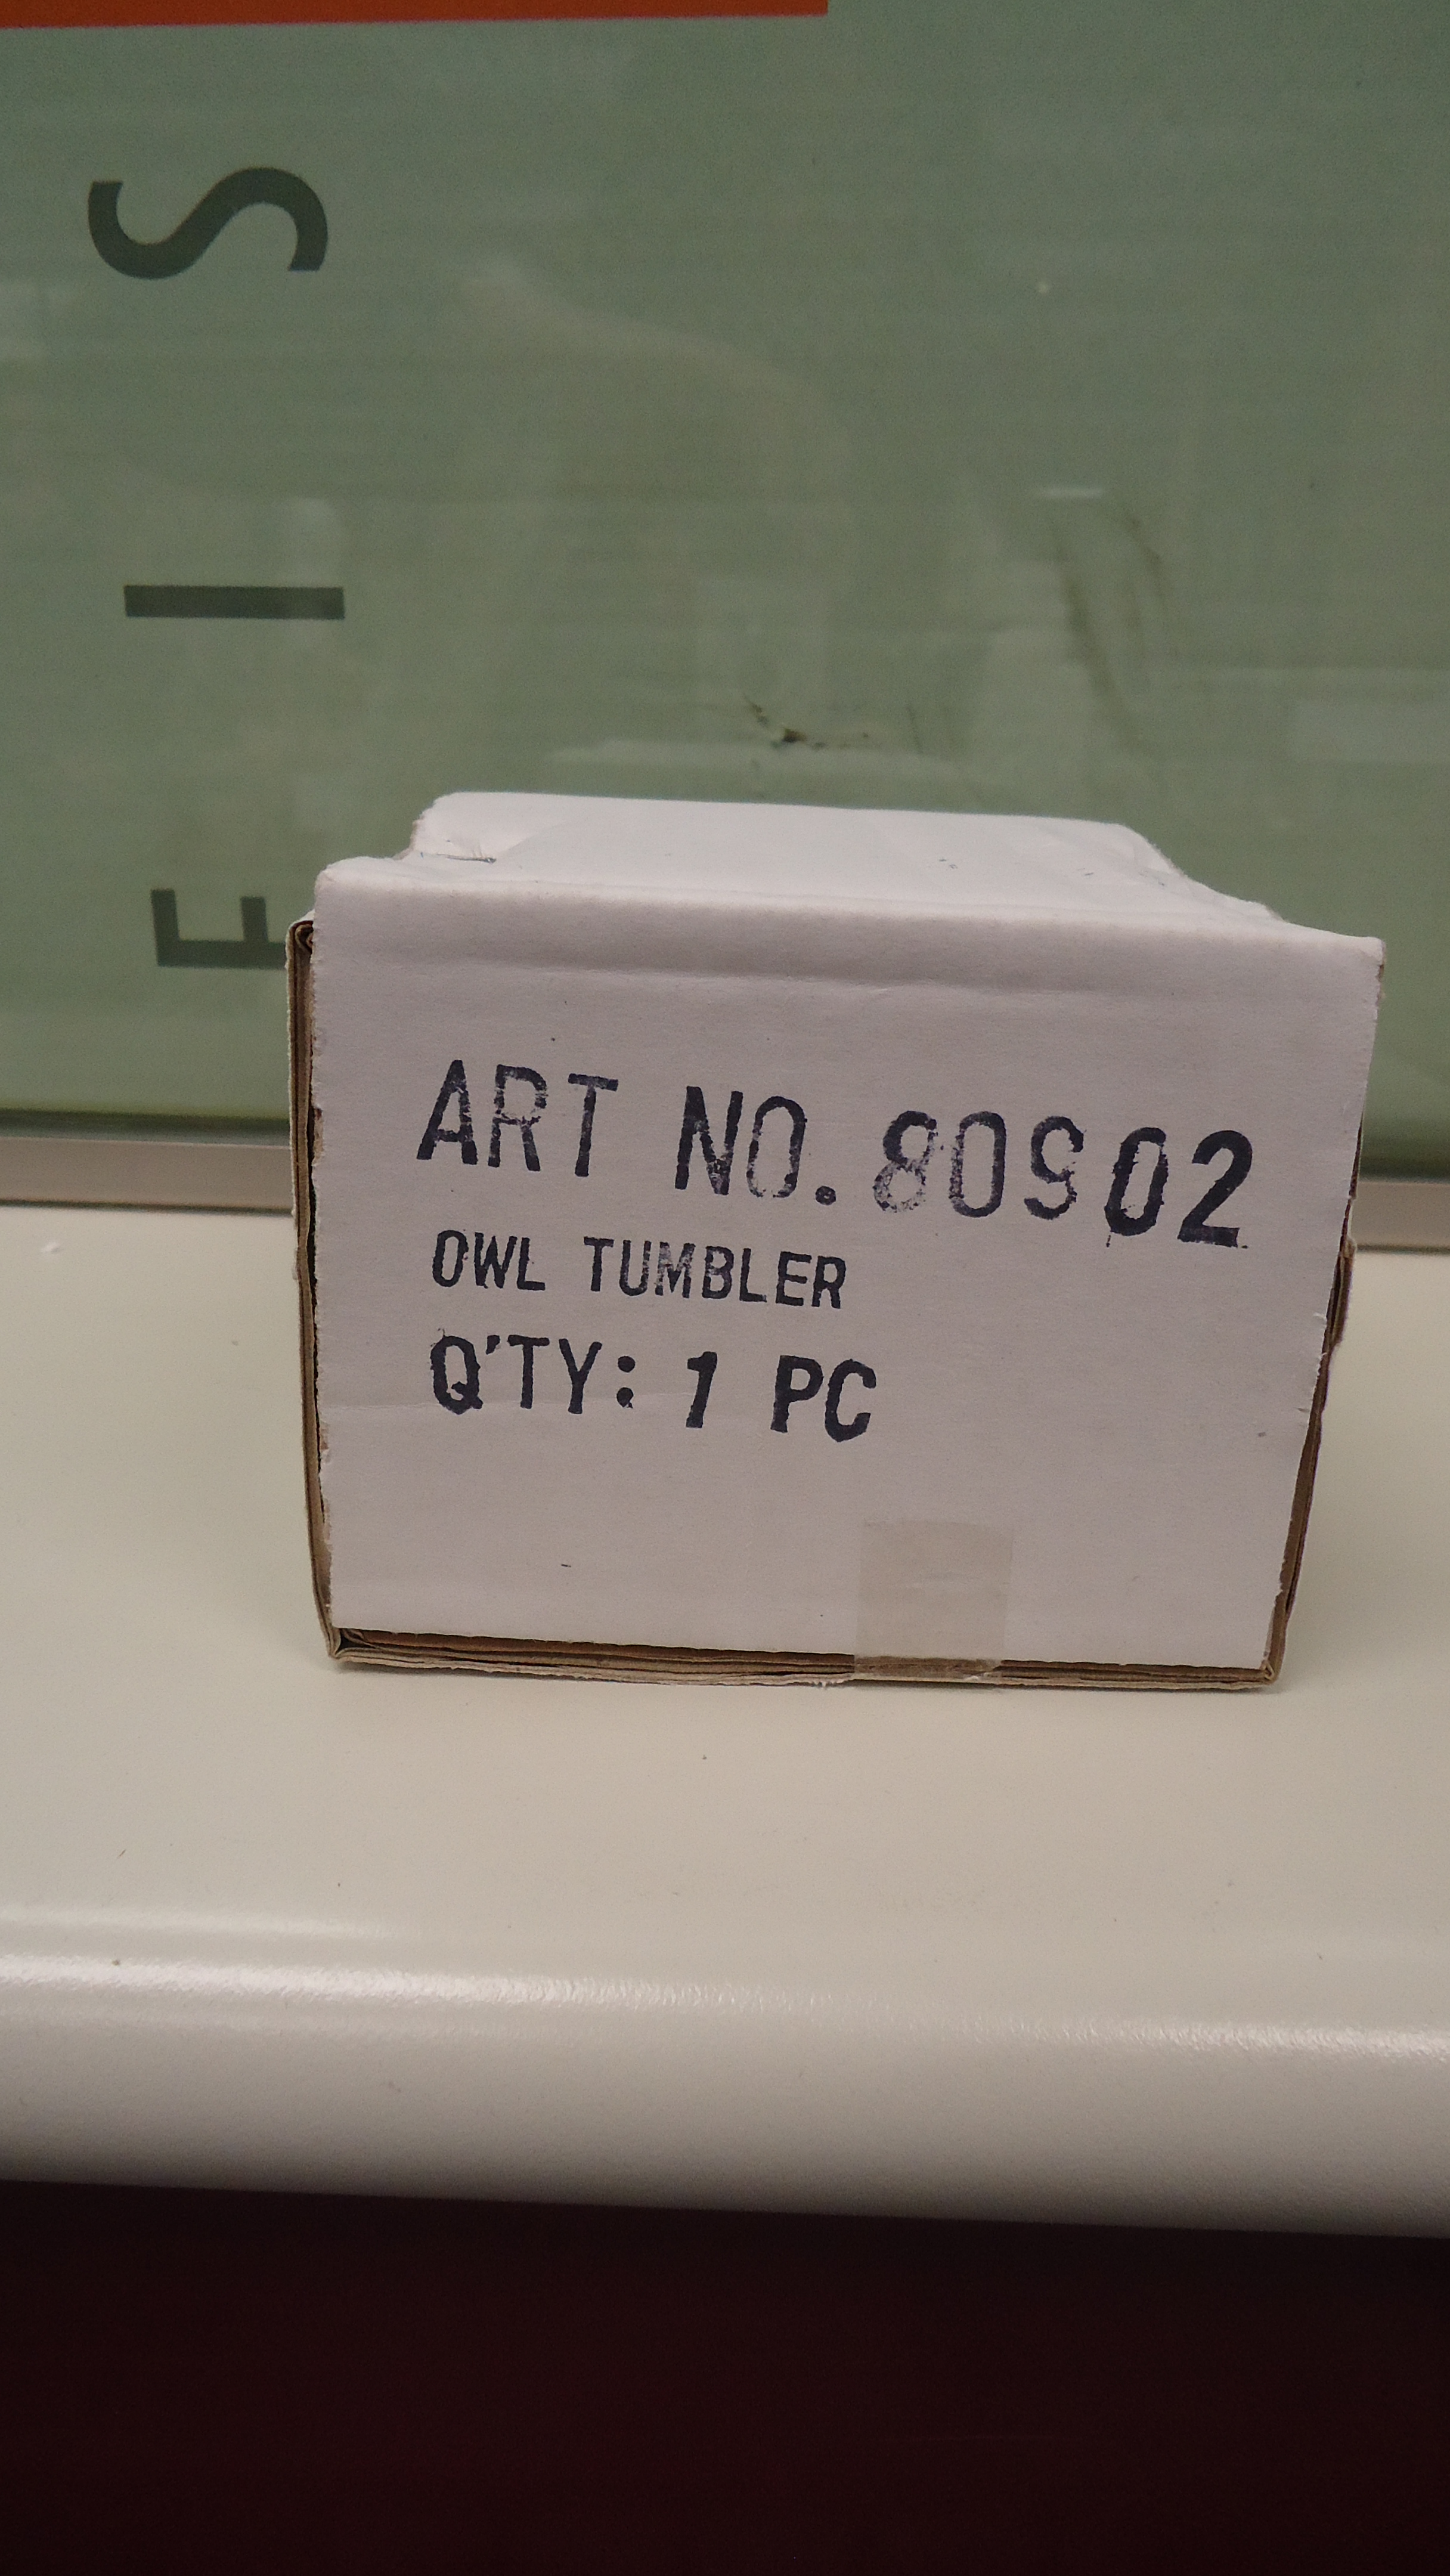 S I E
ART NO. 80902
OWL TUMBLER
Q'TY: 1 PC